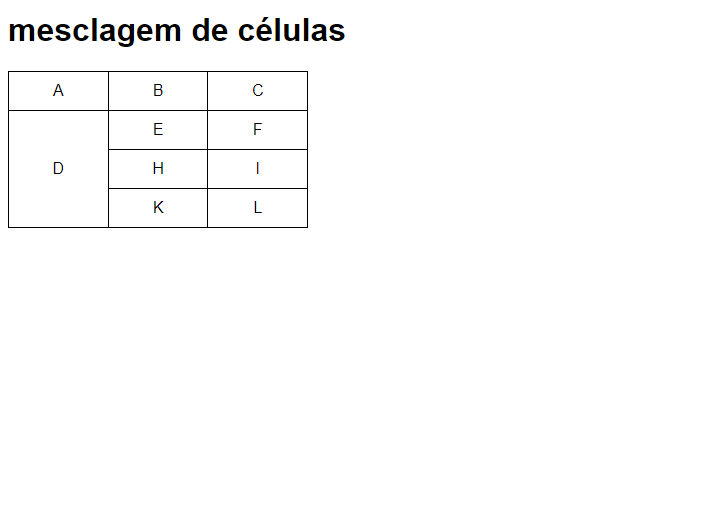 mesclagem de células
A B C
E F
D H I
K L